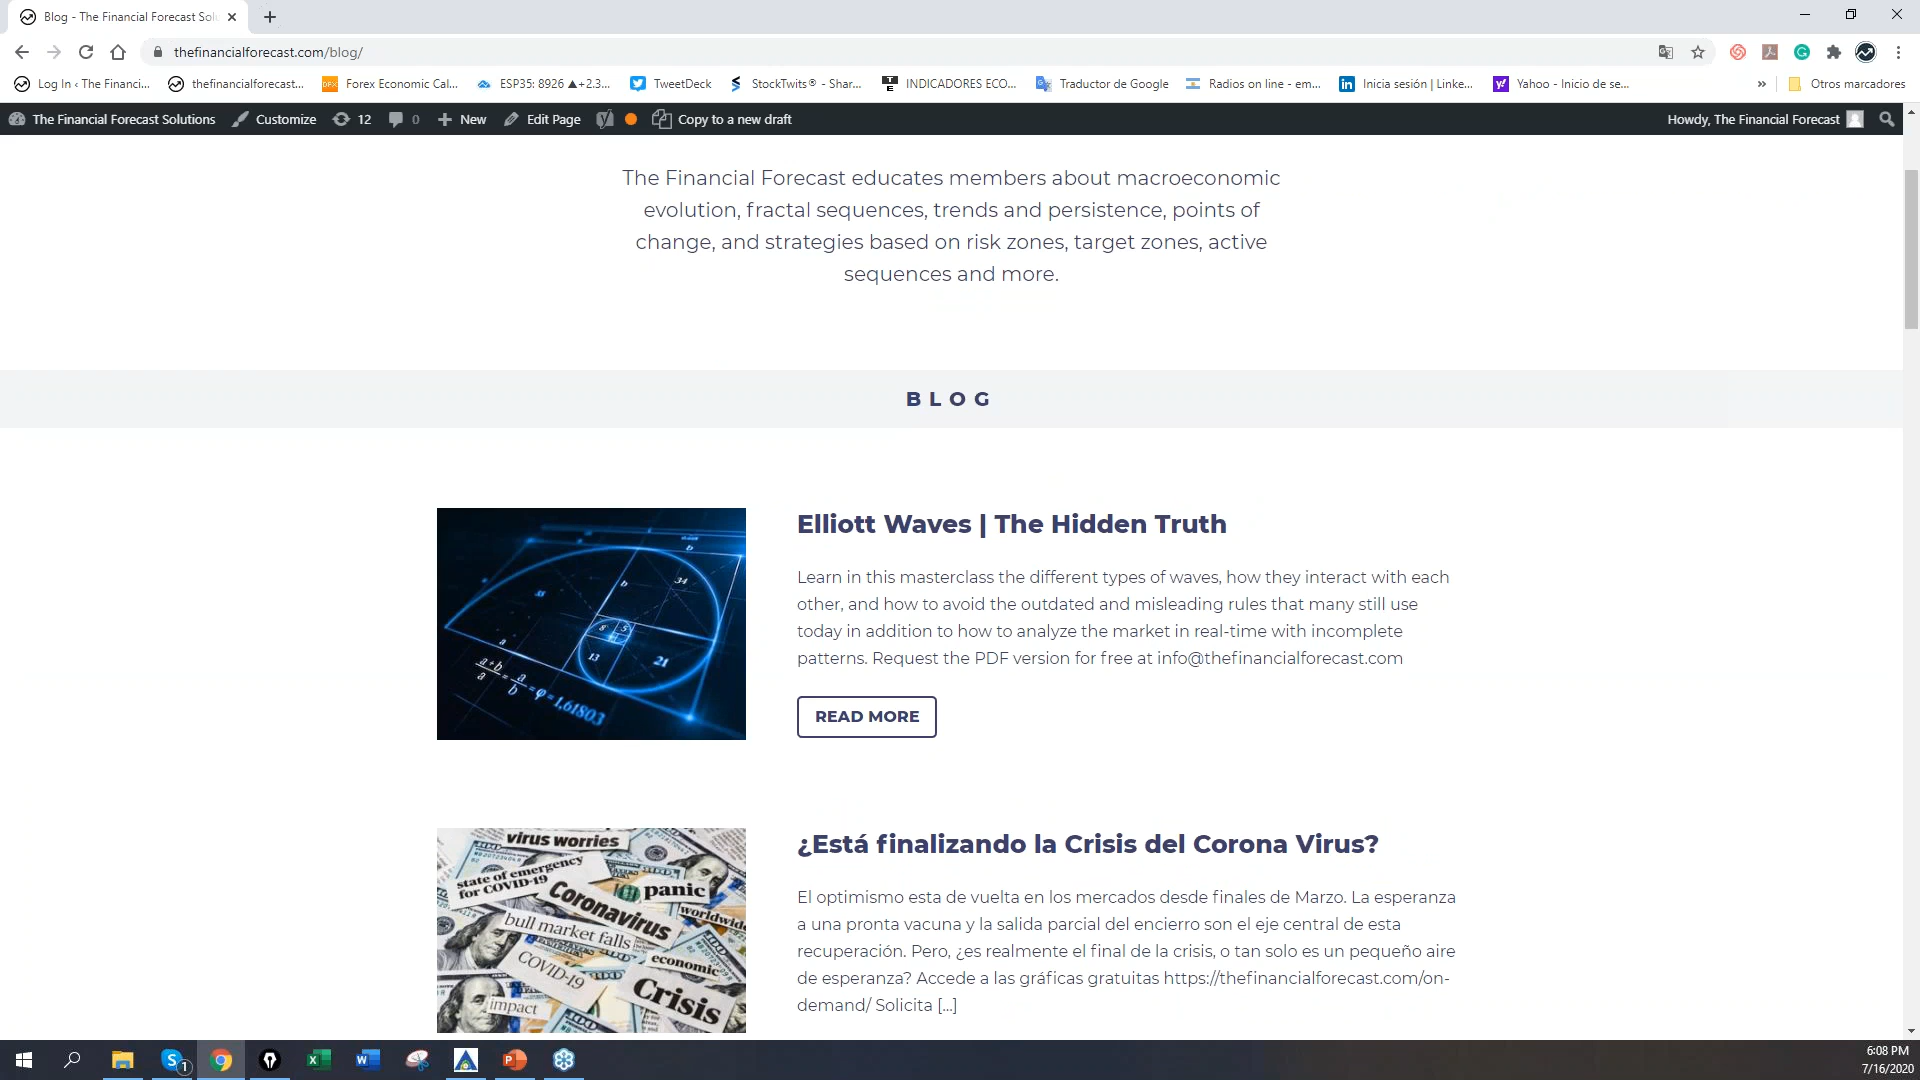 Blog - The Financial Forecast Sol
thefinancialforecast.com/blog/
Log In ‹ The Financi...
thefinancialforecast...
Forex Economic Cal...
ESP35: 8926 ▲+2.3...
TweetDeck
StockTwits® - Shar...
INDICADORES ECO...
Traductor de Google
Radios on line - em...
Inicia sesión | Linke...
Yahoo - Inicio de se...
»
Otros marcadores
The Financial Forecast Solutions
Customize
12
0
New
Edit Page
Copy to a new draft
Howdy, The Financial Forecast
The Financial Forecast educates members about macroeconomic
evolution, fractal sequences, trends and persistence, points of
change, and strategies based on risk zones, target zones, active
sequences and more.
BLOG
b
b
34
a
8
5
13
21
a+b
a
=
a
b
=φ=1,61803
Elliott Waves | The Hidden Truth
Learn in this masterclass the different types of waves, how they interact with each
other, and how to avoid the outdated and misleading rules that many still use
today in addition to how to analyze the market in real-time with incomplete
patterns. Request the PDF version for free at info@thefinancialforecast.com
READ MORE
virus worries
state of emergency
for COVID-19
Coronavirus
panic
worldwid
bull market falls
COVID-19
economic
Crisis
impact
¿Está finalizando la Crisis del Corona Virus?
El optimismo esta de vuelta en los mercados desde finales de Marzo. La esperanza
a una pronta vacuna y la salida parcial del encierro son el eje central de esta
recuperación. Pero, ¿es realmente el final de la crisis, o tan solo es un pequeño aire
de esperanza? Accede a las gráficas gratuitas https://thefinancialforecast.com/on-
demand/ Solicita [...]
1
6:08 PM
7/16/2020